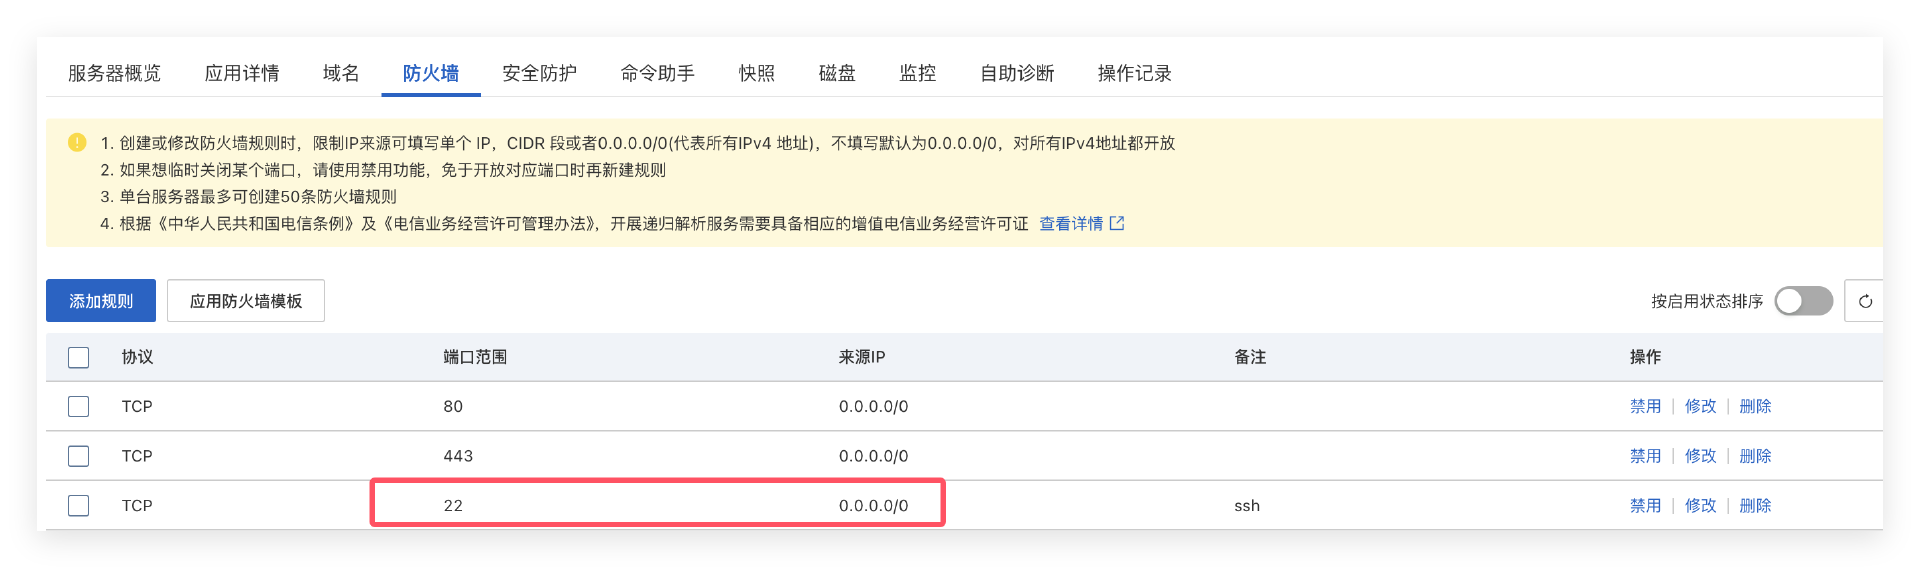 服务器概览 应用详情 域名 防火墙 安全防护 命令助手 快照 磁盘 监控 自助诊断 操作记录
1. 创建或修改防火墙规则时，限制IP来源可填写单个 IP，CIDR 段或者0.0.0.0/0(代表所有IPv4 地址)，不填写默认为0.0.0.0/0，对所有IPv4地址都开放
2. 如果想临时关闭某个端口，请使用禁用功能，免于开放对应端口时再新建规则
3. 单台服务器最多可创建50条防火墙规则
4. 根据《中华人民共和国电信条例》及《电信业务经营许可管理办法》，开展递归解析服务需要具备相应的增值电信业务经营许可证 查看详情
添加规则 应用防火墙模板 按启用状态排序
协议 端口范围 来源IP 备注 操作
TCP 80 0.0.0.0/0 禁用 | 修改 | 删除
TCP 443 0.0.0.0/0 禁用 | 修改 | 删除
TCP 22 0.0.0.0/0 ssh 禁用 | 修改 | 删除